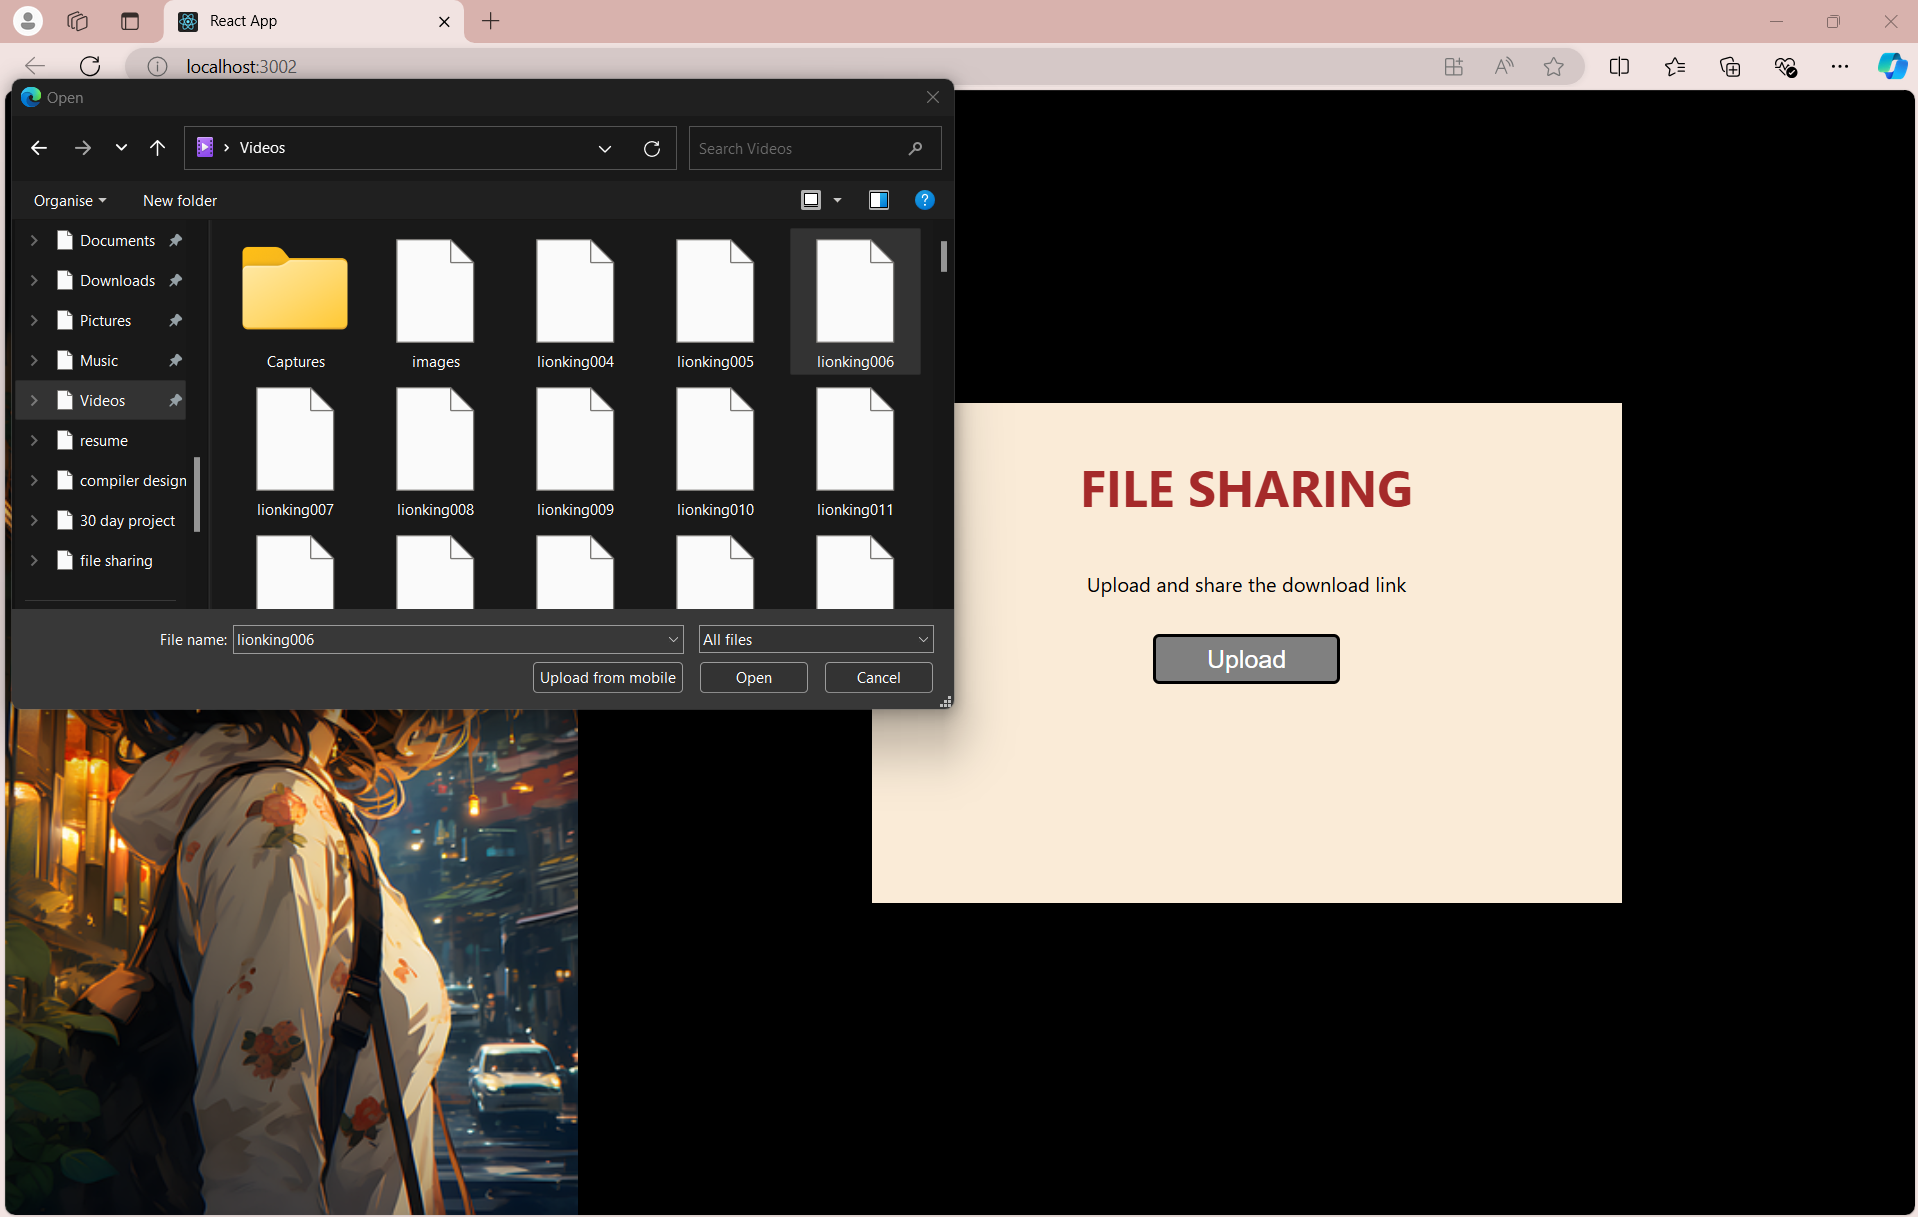 React App
localhost:3002
Open
Videos
Search Videos
Organise
New folder
Documents
Downloads
Pictures
Music
Videos
resume
compiler design
30 day project
file sharing
Captures
images
lionking004
lionking005
lionking006
lionking007
lionking008
lionking009
lionking010
lionking011
File name: lionking006
All files
Upload from mobile
Open
Cancel
FILE SHARING
Upload and share the download link
Upload